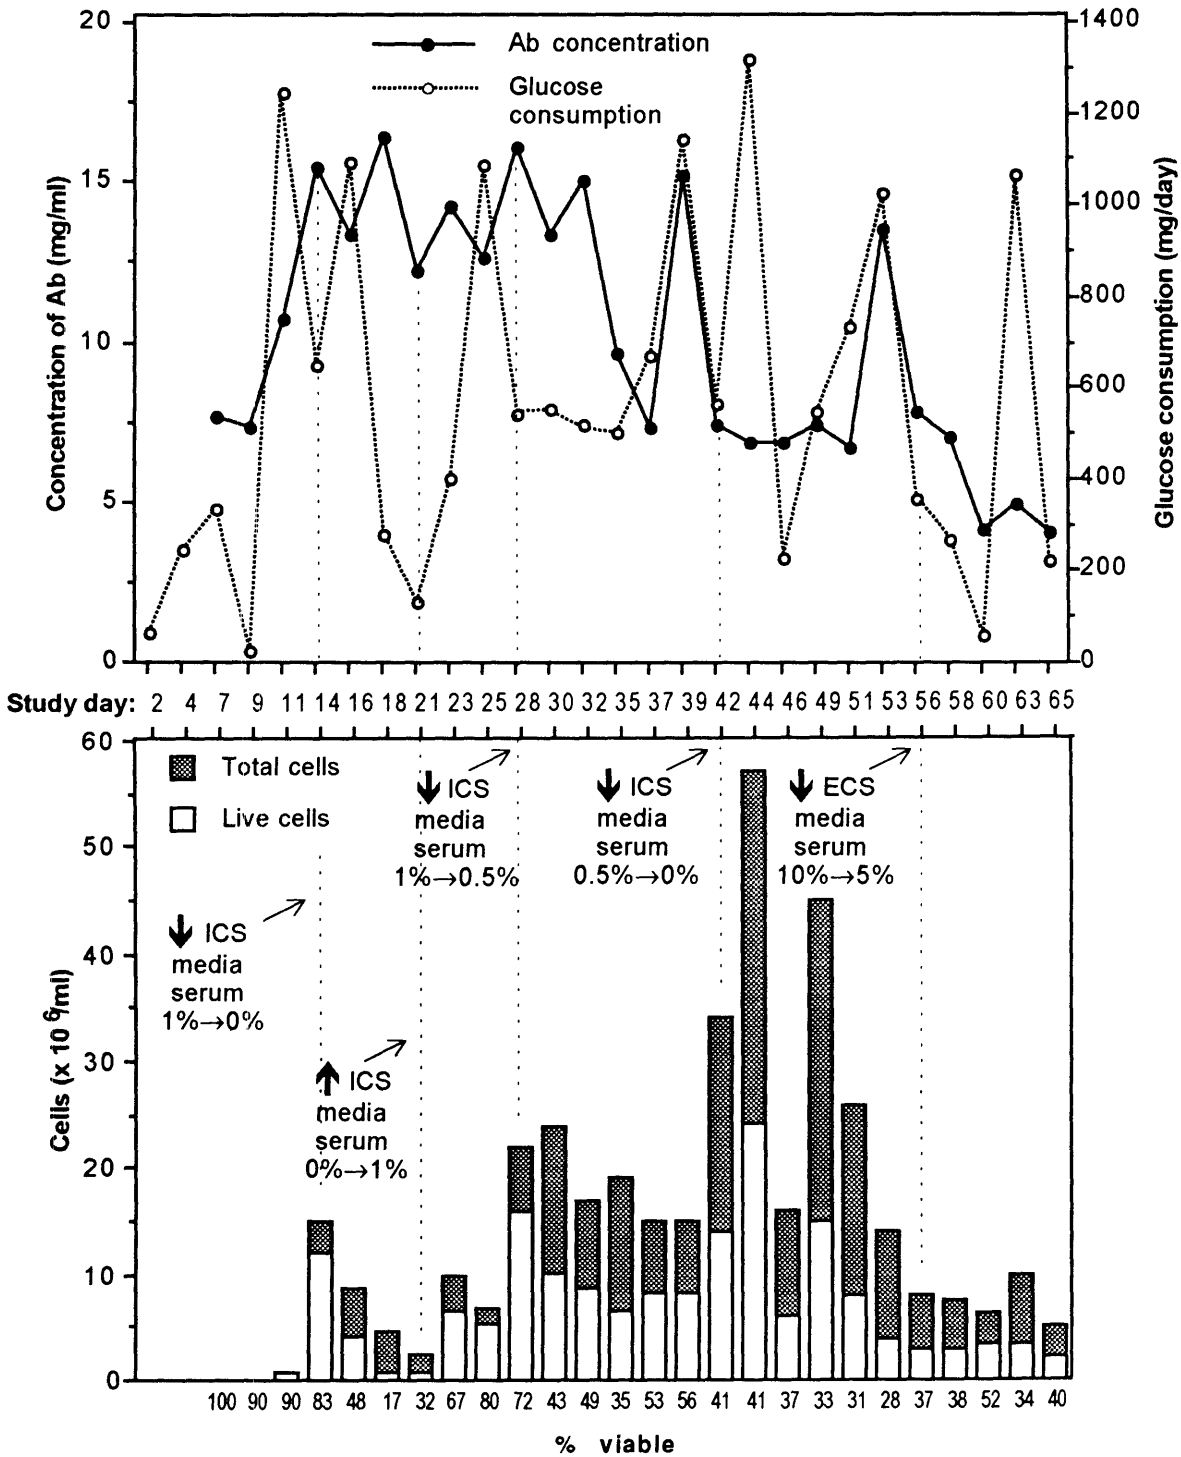 20
15
10
5
0
Concentration of Ab (mg/ml)
Ab concentration
Glucose
consumption
1400
1200
1000
800
600
400
200
0
Glucose consumption (mg/day)
Study day: 2 4 7 9 11 14 16 18 21 23 25 28 30 32 35 37 39 42 44 46 49 51 53 56 58 60 63 65
60
50
40
30
20
10
0
Cells (x 10⁶/ml)
Total cells
Live cells
ICS
media
serum
1%→0%
ICS
media
serum
0%→1%
ICS
media
serum
1%→0.5%
ICS
media
serum
0.5%→0%
ECS
media
serum
10%→5%
100 90 90 83 48 17 32 67 80 72 43 49 35 53 56 41 41 37 33 31 28 37 38 52 34 40
% viable